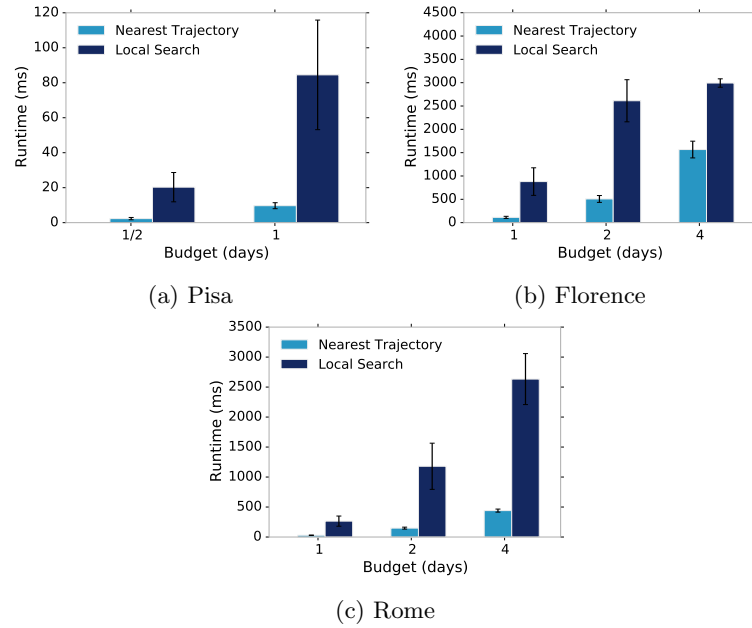 120
100
80
60
40
20
0
Runtime (ms)
Nearest Trajectory
Local Search
1/2 1
Budget (days)
(a) Pisa
4500
4000
3500
3000
2500
2000
1500
1000
500
0
Runtime (ms)
Nearest Trajectory
Local Search
1 2 4
Budget (days)
(b) Florence
3500
3000
2500
2000
1500
1000
500
0
Runtime (ms)
Nearest Trajectory
Local Search
1 2 4
Budget (days)
(c) Rome